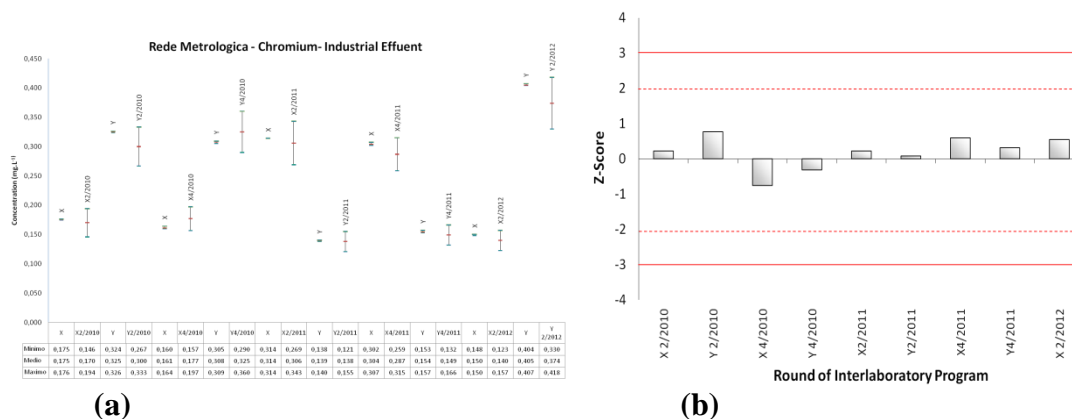 Rede Metrologica - Chromium- Industrial Effuent
Concentration (mg.L⁻¹)
0,450
0,400
0,350
0,300
0,250
0,200
0,150
0,100
0,050
0,000
X
X2/2010
Y
Y2/2010
X
X4/2010
Y
Y4/2010
X
X2/2011
Y
Y2/2011
X
X4/2011
Y
Y4/2011
X
X2/2012
Y
Y 2/2012
X X2/2010 Y Y2/2010 X X4/2010 Y Y4/2010 X X2/2011 Y Y2/2011 X X4/2011 Y Y4/2011 X X2/2012 Y Y 2/2012
Minimo 0,175 0,146 0,324 0,267 0,160 0,157 0,305 0,290 0,314 0,269 0,138 0,121 0,302 0,259 0,153 0,132 0,148 0,123 0,404 0,330
Medio 0,175 0,170 0,325 0,300 0,161 0,177 0,308 0,325 0,314 0,306 0,139 0,138 0,304 0,287 0,154 0,149 0,150 0,140 0,405 0,374
Maximo 0,176 0,194 0,326 0,333 0,164 0,197 0,309 0,360 0,314 0,343 0,140 0,155 0,307 0,315 0,157 0,166 0,150 0,157 0,407 0,418
(a)
Z-Score
4
3
2
1
0
-1
-2
-3
-4
X 2/2010
Y 2/2010
X 4/2010
Y 4/2010
X2/2011
Y2/2011
X4/2011
Y4/2011
X 2/2012
Round of Interlaboratory Program
(b)